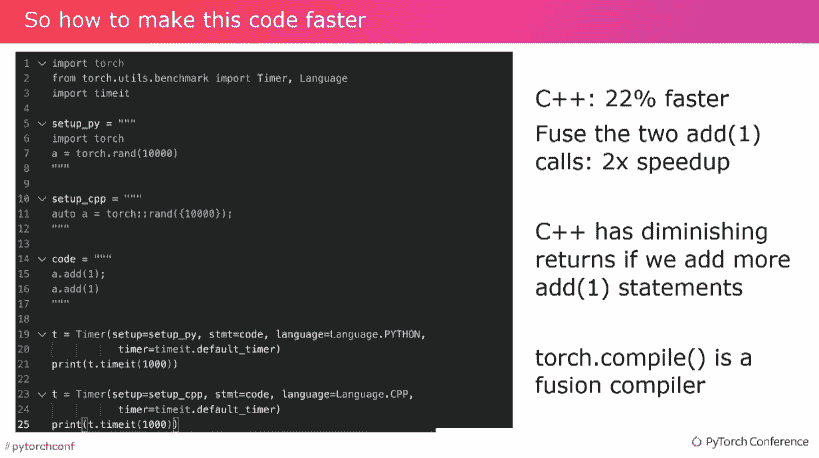 So how to make this code faster
1 import torch
2 from torch.utils.benchmark import Timer, Language
3 import timeit
4
5 setup_py = """
6 import torch
7 a = torch.rand(10000)
8 """
9
10 setup_cpp = """
11 auto a = torch::rand({10000});
12 """
13
14 code = """
15 a.add(1);
16 a.add(1)
17 """
18
19 t = Timer(setup=setup_py, stmt=code, language=Language.PYTHON,
20 timer=timeit.default_timer)
21 print(t.timeit(1000))
22
23 t = Timer(setup=setup_cpp, stmt=code, language=Language.CPP,
24 timer=timeit.default_timer)
25 print(t.timeit(1000))
C++: 22% faster
Fuse the two add(1)
calls: 2x speedup
C++ has diminishing
returns if we add more
add(1) statements
torch.compile() is a
fusion compiler
#pytorchconf
PyTorch Conference